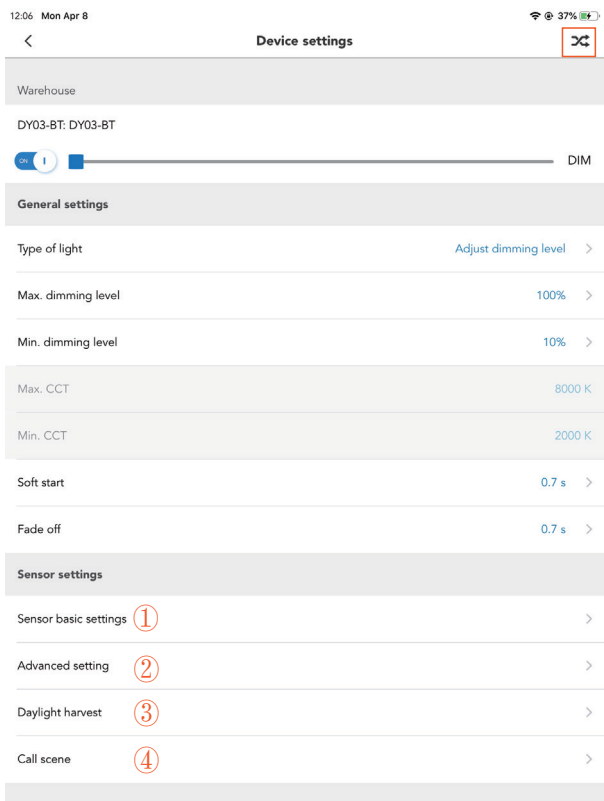 12:06 Mon Apr 8 37%
Device settings
Warehouse
DY03-BT: DY03-BT
ON DIM
General settings
Type of light Adjust dimming level
Max. dimming level 100%
Min. dimming level 10%
Max. CCT 8000 K
Min. CCT 2000 K
Soft start 0.7 s
Fade off 0.7 s
Sensor settings
Sensor basic settings ①
Advanced setting ②
Daylight harvest ③
Call scene ④